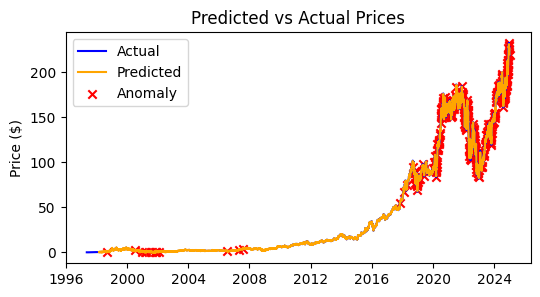 Predicted vs Actual Prices
Actual
Predicted
Anomaly
Price ($)
200
150
100
50
0
1996 2000 2004 2008 2012 2016 2020 2024